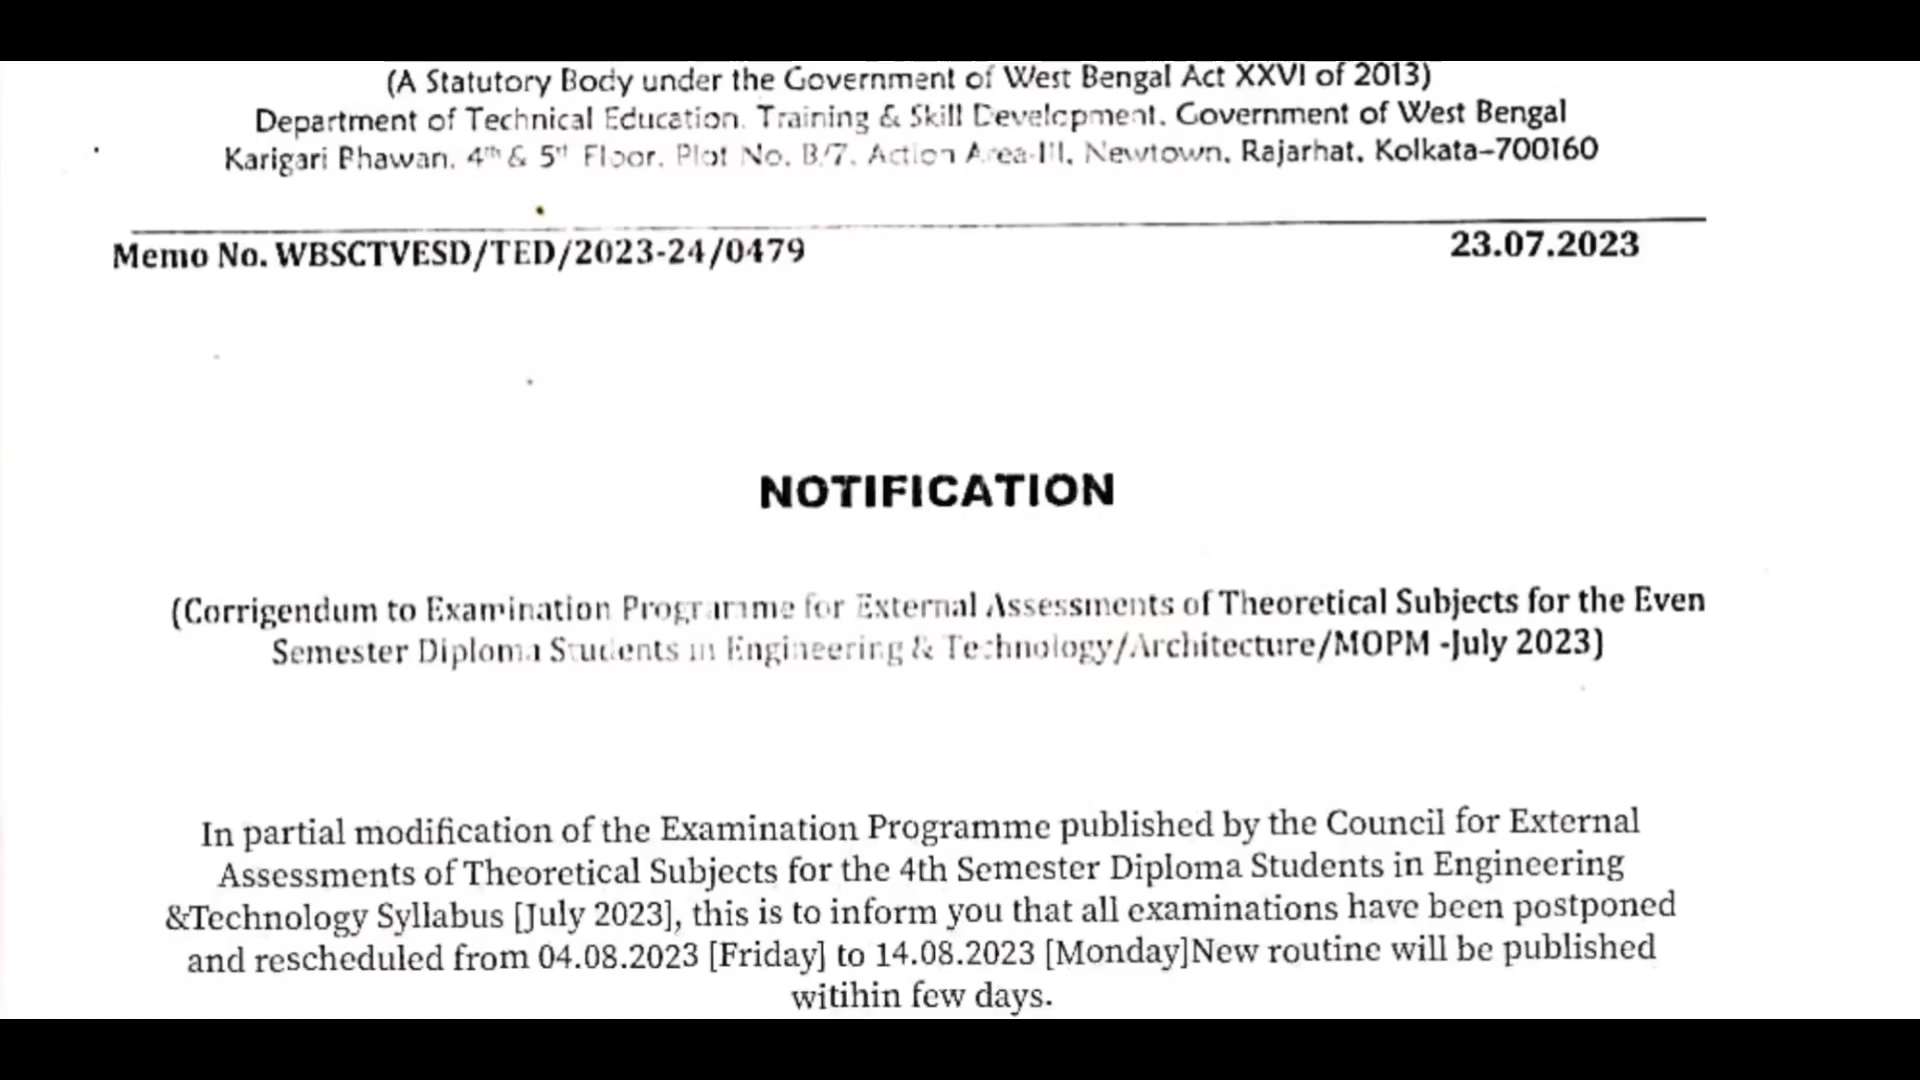 (A Statutory Body under the Government of West Bengal Act XXVI of 2013)
Department of Technical Education, Training & Skill Development, Government of West Bengal
Karigari Bhawan, 4th & 5th Floor, Plot No. B/7, Action Area-III, Newtown, Rajarhat, Kolkata–700160
Memo No. WBSCTVESD/TED/2023-24/0479
23.07.2023
NOTIFICATION
(Corrigendum to Examination Programme for External Assessments of Theoretical Subjects for the Even
Semester Diploma Students in Engineering & Technology/Architecture/MOPM -July 2023)
In partial modification of the Examination Programme published by the Council for External
Assessments of Theoretical Subjects for the 4th Semester Diploma Students in Engineering
&Technology Syllabus [July 2023], this is to inform you that all examinations have been postponed
and rescheduled from 04.08.2023 [Friday] to 14.08.2023 [Monday]New routine will be published
witihin few days.